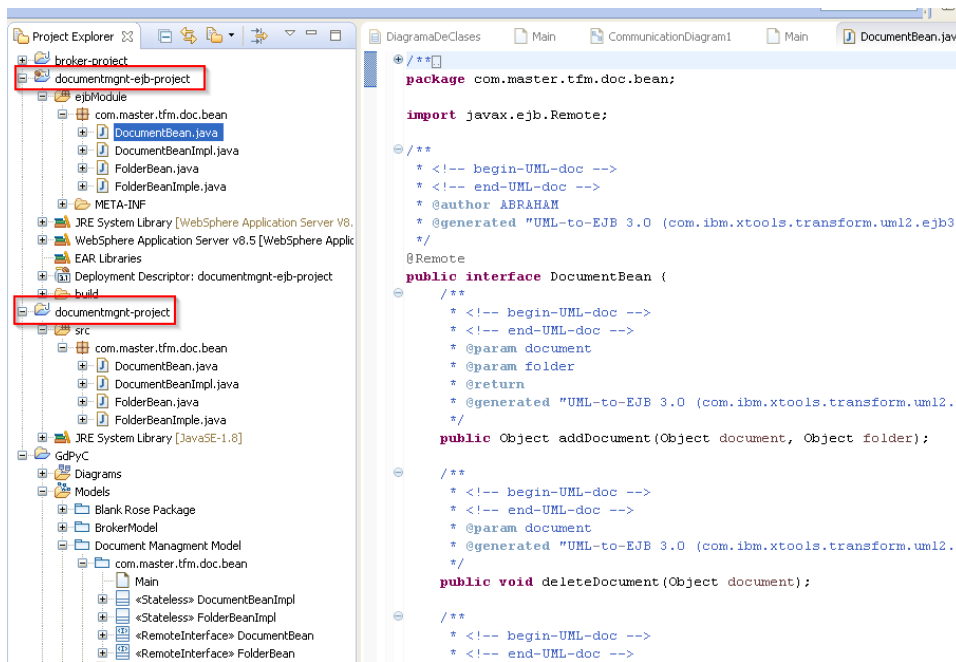 Project Explorer
broker-project
documentmgnt-ejb-project
ejbModule
com.master.tfm.doc.bean
DocumentBean.java
DocumentBeanImpl.java
FolderBean.java
FolderBeanImple.java
META-INF
JRE System Library [WebSphere Application Server V8.
WebSphere Application Server v8.5 [WebSphere Applic
EAR Libraries
Deployment Descriptor: documentmgnt-ejb-project
build
documentmgnt-project
src
com.master.tfm.doc.bean
DocumentBean.java
DocumentBeanImpl.java
FolderBean.java
FolderBeanImple.java
JRE System Library [JavaSE-1.8]
GdPyC
Diagrams
Models
Blank Rose Package
BrokerModel
Document Managment Model
com.master.tfm.doc.bean
Main
«Stateless» DocumentBeanImpl
«Stateless» FolderBeanImpl
«RemoteInterface» DocumentBean
«RemoteInterface» FolderBean
DiagramaDeClases Main CommunicationDiagram1 Main DocumentBean.jav
/**
package com.master.tfm.doc.bean;
import javax.ejb.Remote;
/**
* <!-- begin-UML-doc -->
* <!-- end-UML-doc -->
* @author ABRAHAM
* @generated "UML-to-EJB 3.0 (com.ibm.xtools.transform.uml2.ejb3
*/
@Remote
public interface DocumentBean {
/**
* <!-- begin-UML-doc -->
* <!-- end-UML-doc -->
* @param document
* @param folder
* @return
* @generated "UML-to-EJB 3.0 (com.ibm.xtools.transform.uml2.
*/
public Object addDocument(Object document, Object folder);
/**
* <!-- begin-UML-doc -->
* <!-- end-UML-doc -->
* @param document
* @generated "UML-to-EJB 3.0 (com.ibm.xtools.transform.uml2.
*/
public void deleteDocument(Object document);
/**
* <!-- begin-UML-doc -->
* <!-- end-UML-doc -->